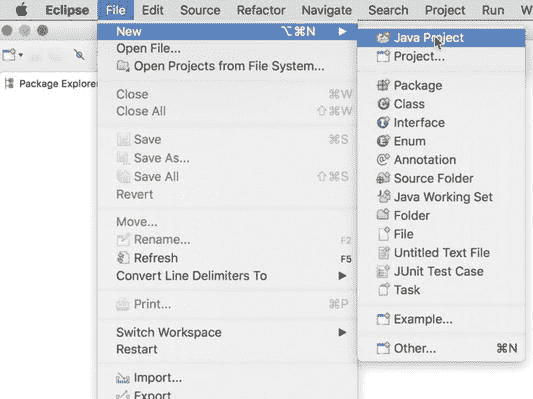 Eclipse File Edit Source Refactor Navigate Search Project Run W
Package Explorer
New ⌥⌘N ▶
Open File...
Open Projects from File System...
Close ⌘W
Close All ⇧⌘W
Save ⌘S
Save As...
Save All ⇧⌘S
Revert
Move...
Rename... F2
Refresh F5
Convert Line Delimiters To ▶
Print... ⌘P
Switch Workspace ▶
Restart
Import...
Export
Java Project
Project...
Package
Class
Interface
Enum
Annotation
Source Folder
Java Working Set
Folder
File
Untitled Text File
JUnit Test Case
Task
Example...
Other... ⌘N